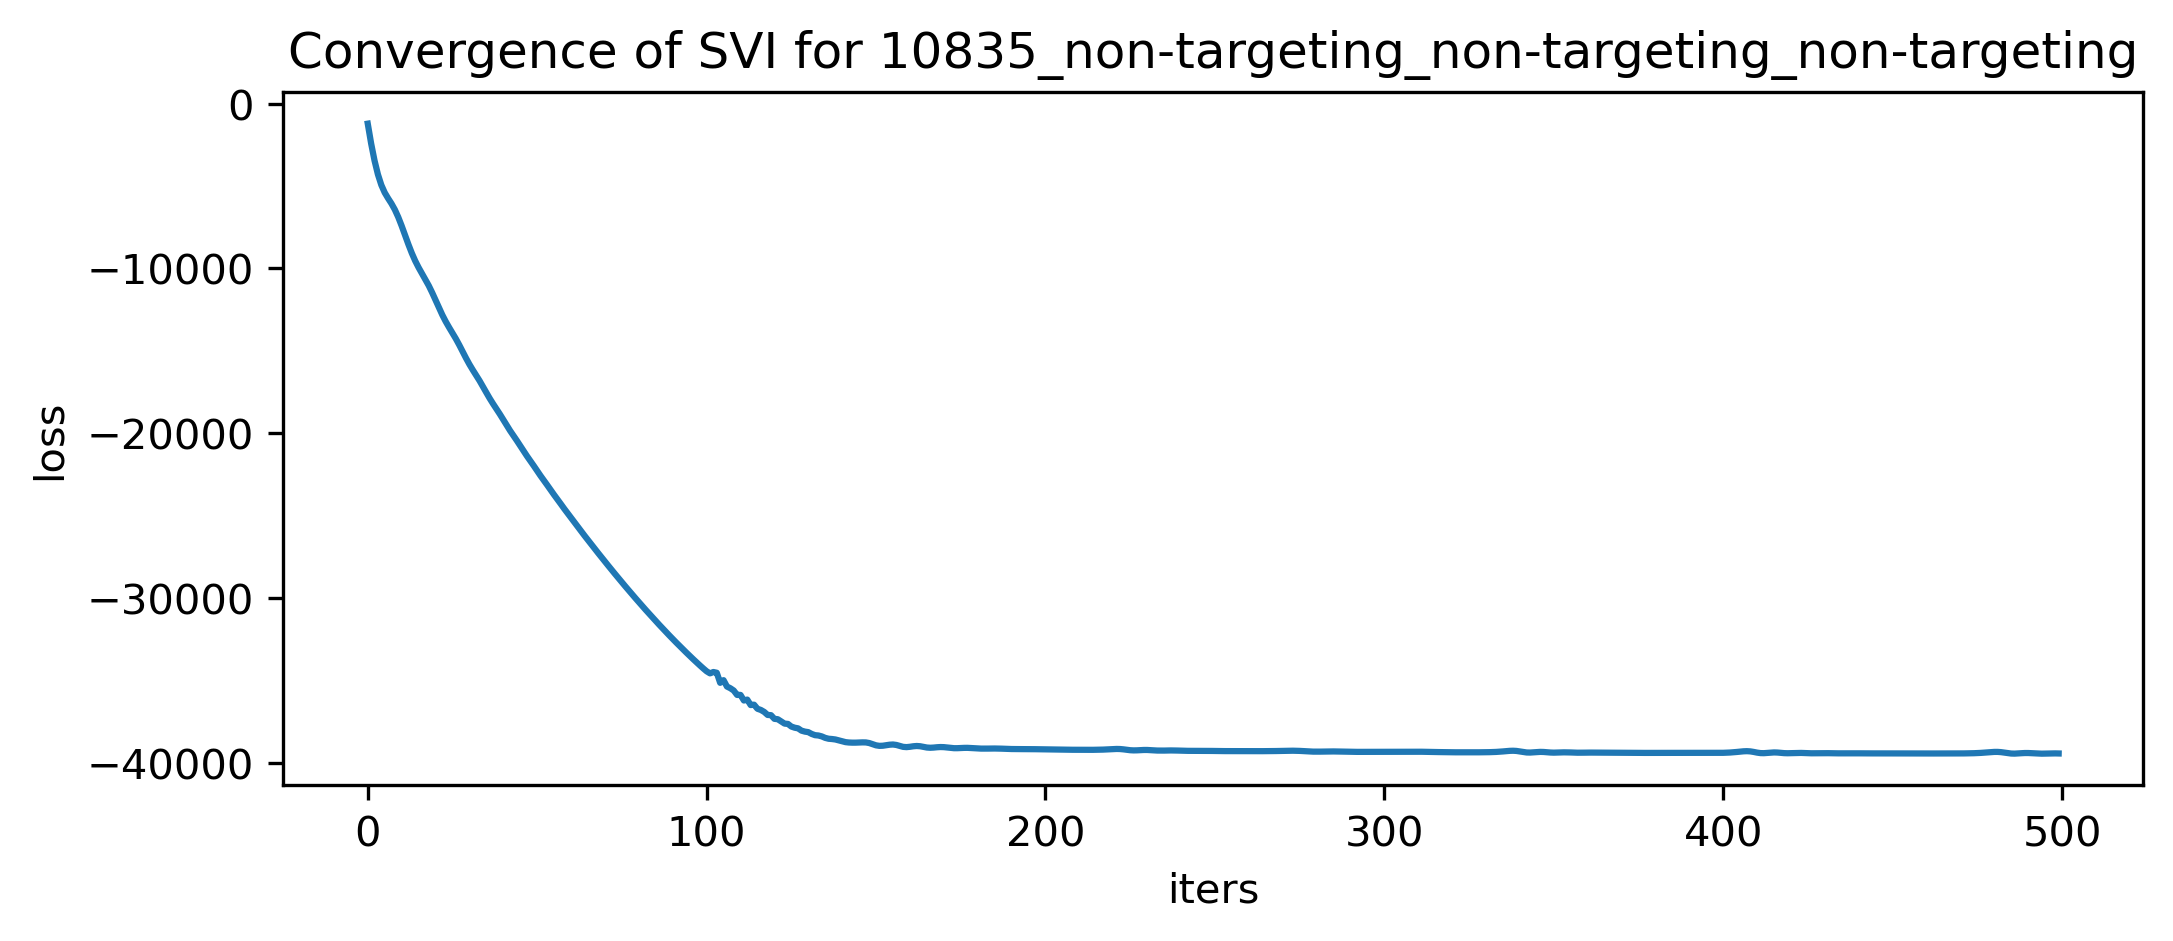 Convergence of SVI for 10835_non-targeting_non-targeting_non-targeting
0
−10000
−20000
−30000
−40000
loss
0 100 200 300 400 500
iters